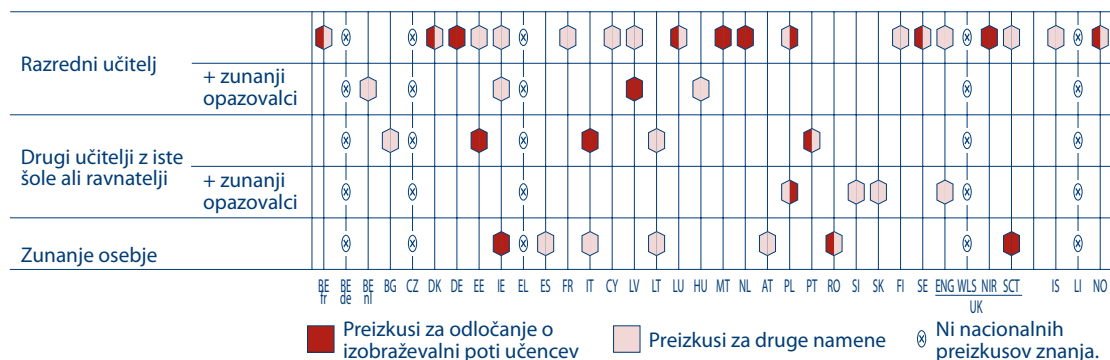 Razredni učitelj
+ zunanji
opazovalci
Drugi učitelji z iste
šole ali ravnatelji
+ zunanji
opazovalci
Zunanje osebje
BE fr BE de BE nl BG CZ DK DE EE IE EL ES FR IT CY LV LT LU HU MT NL AT PL PT RO SI SK FI SE ENG WLS NIR SCT IS LI NO
UK
Preizkusi za odločanje o
izobraževalni poti učencev
Preizkusi za druge namene
Ni nacionalnih
preizkusov znanja.